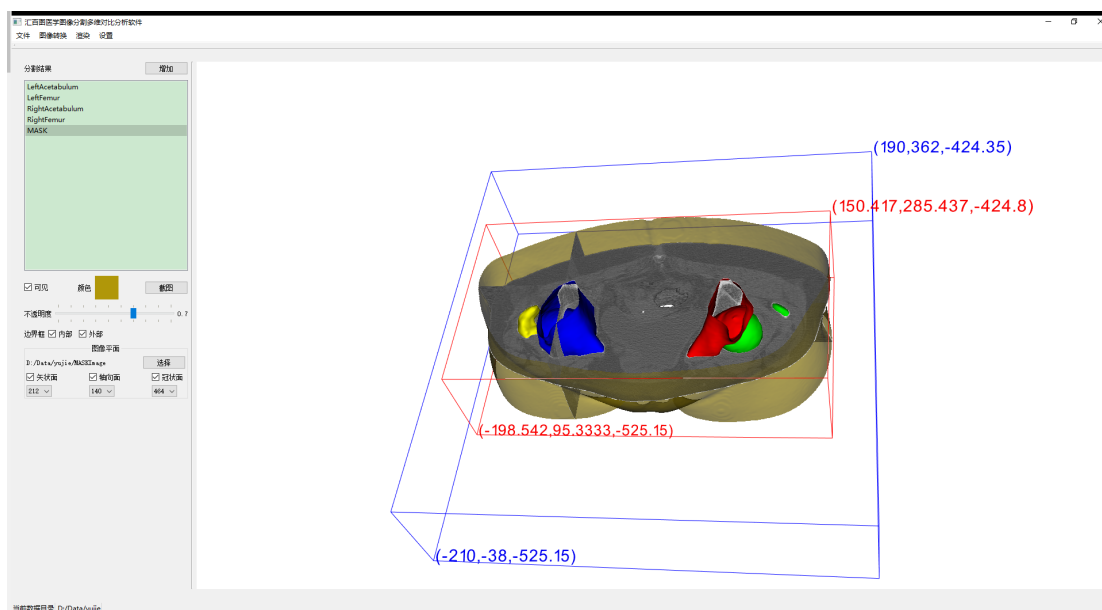 汇百图医学图像分割多维对比分析软件
文件 图像转换 渲染 设置
分割结果 增加
LeftAcetabulum
LeftFemur
RightAcetabulum
RightFemur
MASK
可见 颜色 截图
不透明度 0.7
边界框 内部 外部
图像平面
D:/Data/yujie/MASKImage 选择
矢状面 轴向面 冠状面
212 140 464
(190,362,-424.35)
(150.417,285.437,-424.8)
(-198.542,95.3333,-525.15)
(-210,-38,-525.15)
当前数据目录 D:/Data/yujie